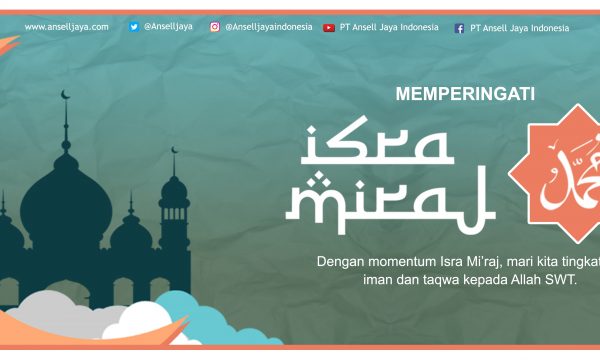 www.anselljaya.com @Anselljaya @Anselljayaindonesia PT Ansell Jaya Indonesia PT Ansell Jaya Indonesia
MEMPERINGATI
isra
miraj
محمد
Dengan momentum Isra Mi'raj, mari kita tingkat
iman dan taqwa kepada Allah SWT.